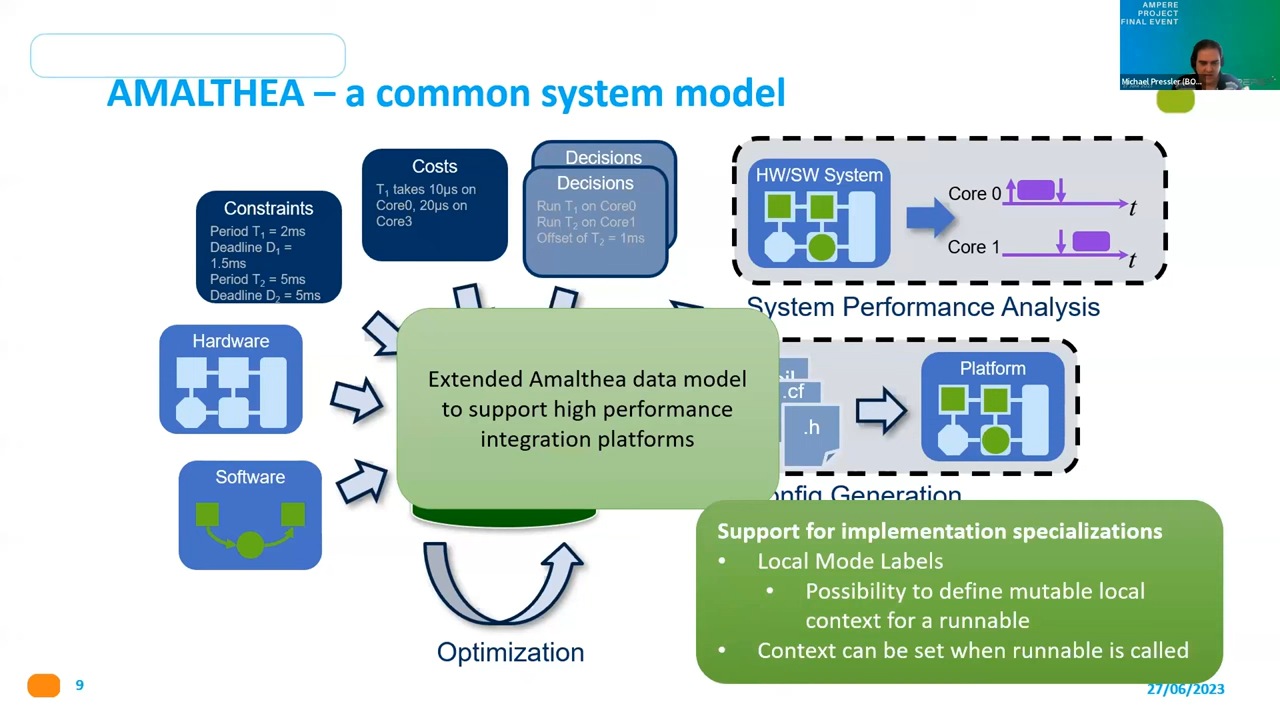 AMPERE
PROJECT
FINAL EVENT
Michael Pressler (BO...
AMALTHEA – a common system model
Constraints
Period T1 = 2ms
Deadline D1 =
1.5ms
Period T2 = 5ms
Deadline D2 = 5ms
Costs
T1 takes 10μs on
Core0, 20μs on
Core3
Decisions
Decisions
Run T1 on Core0
Run T2 on Core1
Offset of T2 = 1ms
HW/SW System
Core 0
t
Core 1
t
System Performance Analysis
Hardware
Software
Extended Amalthea data model
to support high performance
integration platforms
.cf
.h
Platform
onfig Generation
Support for implementation specializations
• Local Mode Labels
• Possibility to define mutable local
context for a runnable
• Context can be set when runnable is called
Optimization
9
27/06/2023